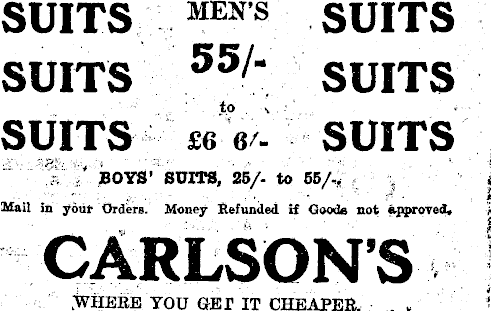 SUITS MEN'S SUITS
SUITS 55/- SUITS
to
SUITS £6 6/- SUITS
BOYS' SUITS, 25/- to 55/-.
Mail in your Orders. Money Refunded if Goods not approved.
CARLSON'S
WHERE YOU GET IT CHEAPER.